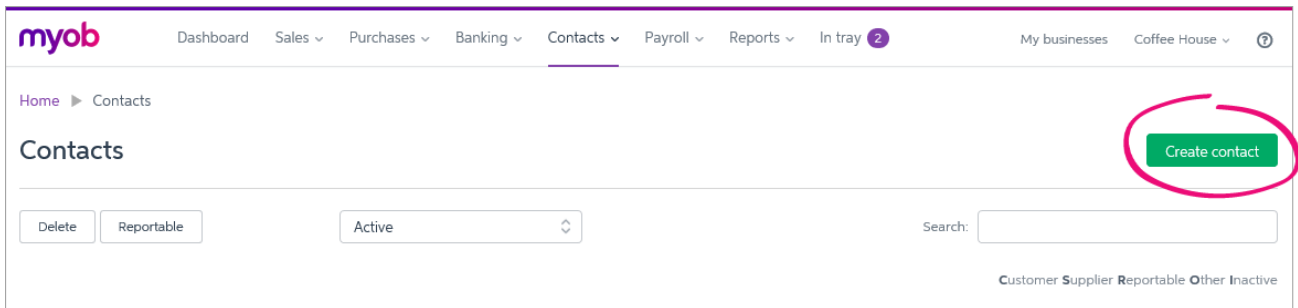 myob Dashboard Sales Purchases Banking Contacts Payroll Reports In tray 2 My businesses Coffee House ?
Home Contacts
Contacts
Create contact
Delete Reportable Active Search:
Customer Supplier Reportable Other Inactive